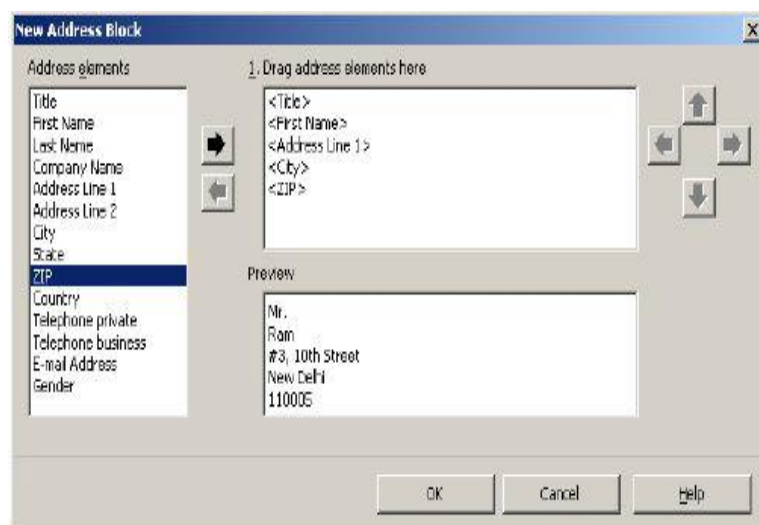 New Address Block
Address elements
Title
First Name
Last Name
Company Name
Address Line 1
Address Line 2
City
State
ZIP
Country
Telephone private
Telephone business
E-mail Address
Gender
1. Drag address elements here
<Title>
<First Name>
<Address Line 1>
<City>
<ZIP>
Preview
Mr.
Ram
#3, 10th Street
New Delhi
110005
OK
Cancel
Help